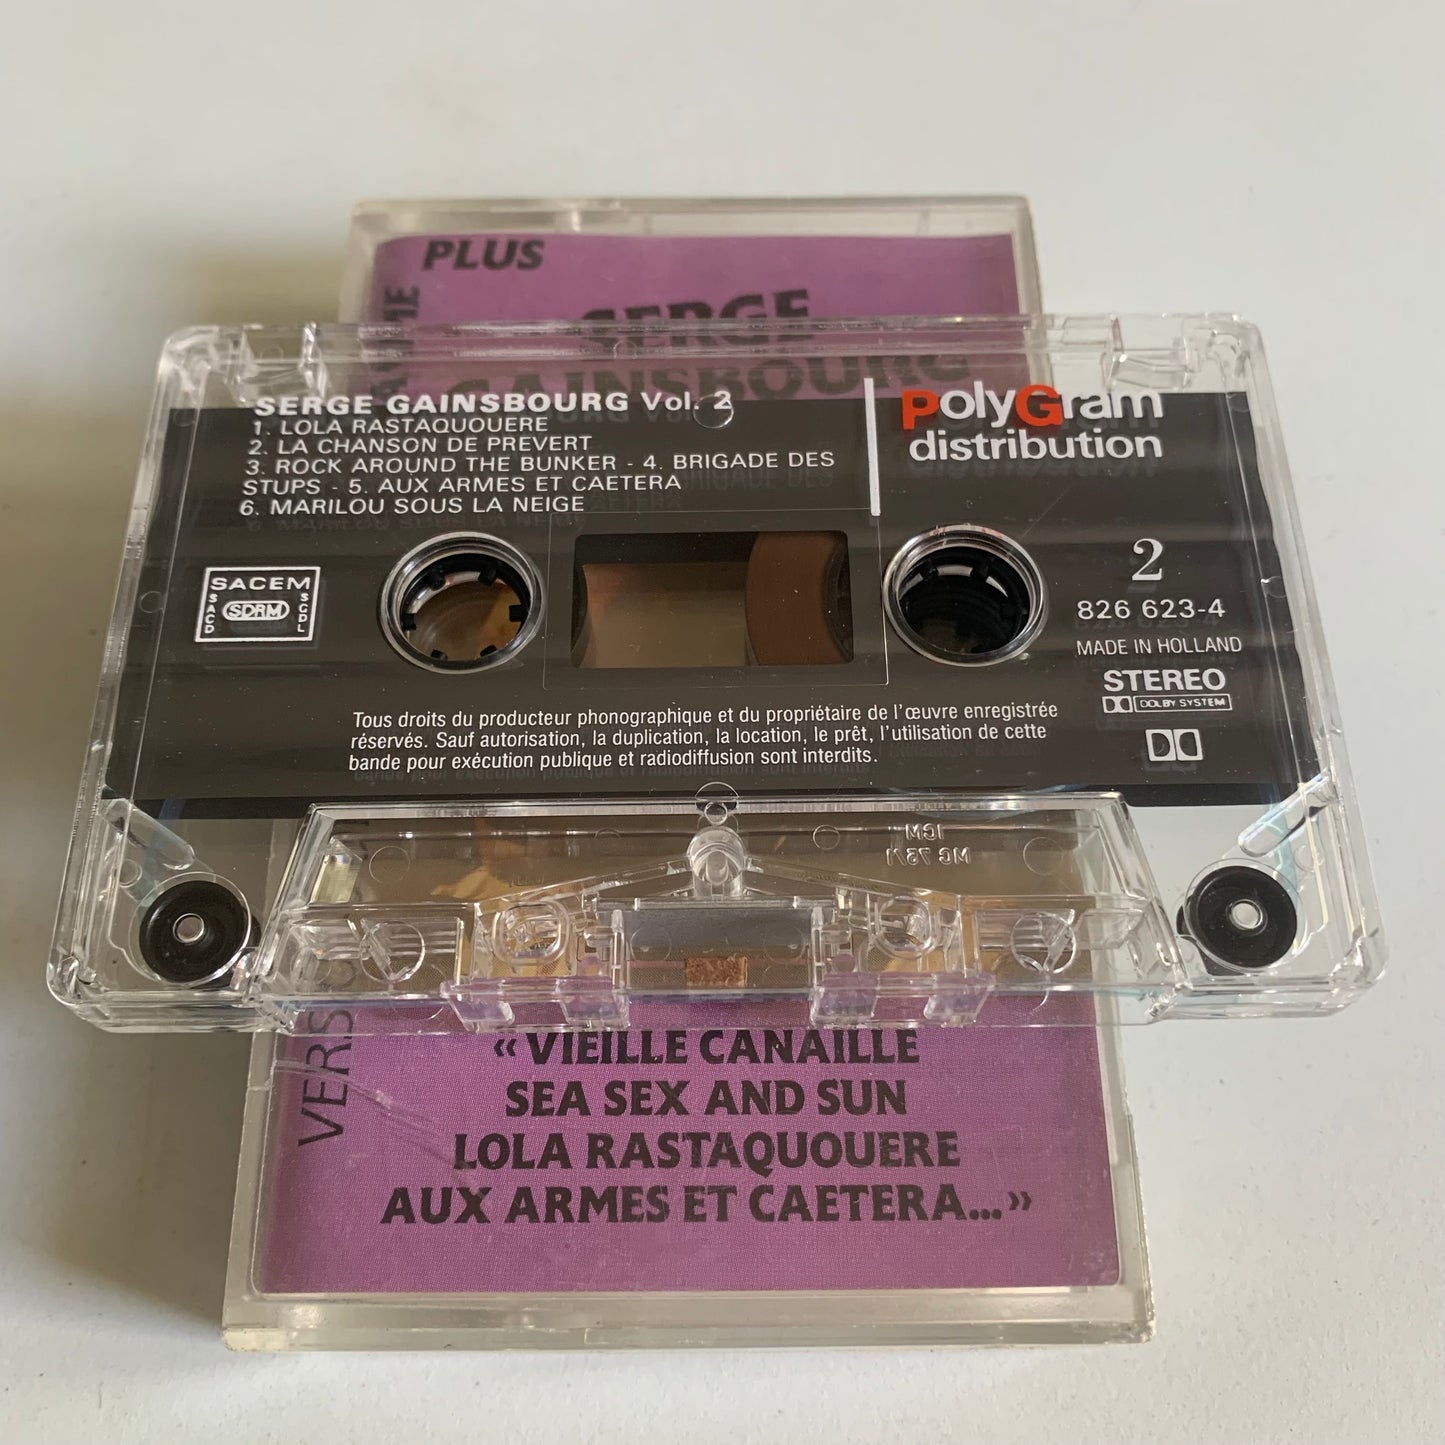 PLUS
SERGE
GAINSBOURG
SERGE GAINSBOURG Vol. 2
1. LOLA RASTAQUOUERE
2. LA CHANSON DE PREVERT
3. ROCK AROUND THE BUNKER - 4. BRIGADE DES
STUPS - 5. AUX ARMES ET CAETERA
6. MARILOU SOUS LA NEIGE
PolyGram
distribution
SACEM
SACD
SDRM
SCDL
2
826 623-4
MADE IN HOLLAND
STEREO
DOLBY SYSTEM
Tous droits du producteur phonographique et du propriétaire de l'œuvre enregistrée
réservés. Sauf autorisation, la duplication, la location, le prêt, l'utilisation de cette
bande pour exécution publique et radiodiffusion sont interdits.
ICM
MC 75/1
«VIEILLE CANAILLE
SEA SEX AND SUN
LOLA RASTAQUOUERE
AUX ARMES ET CAETERA...»